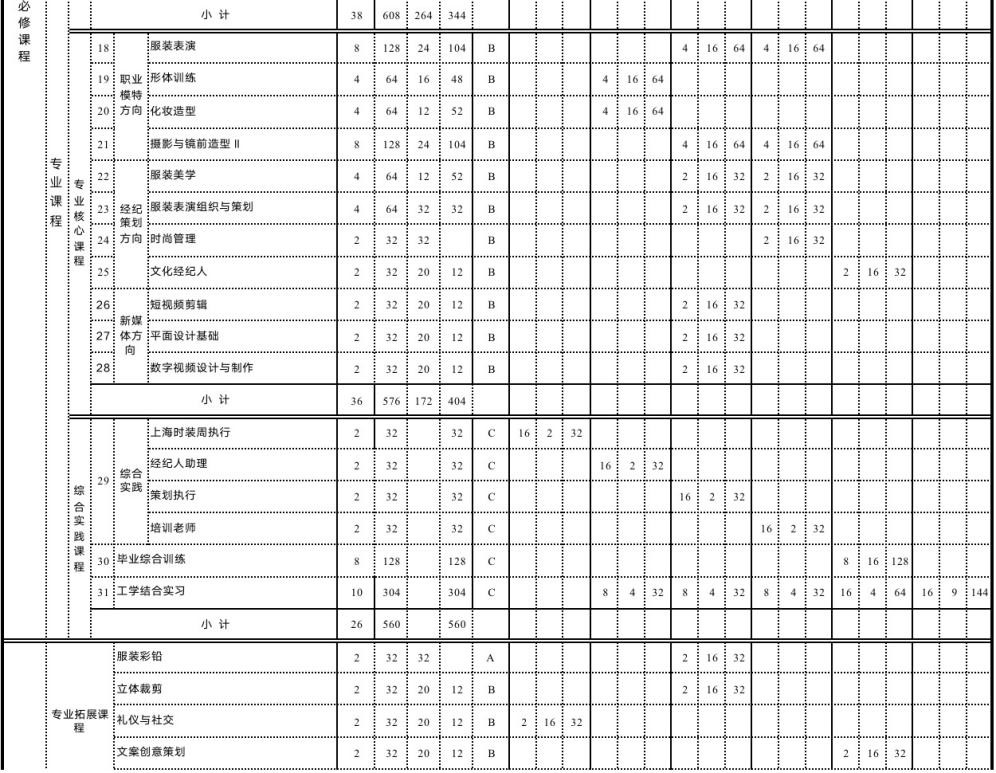 必修课程
小 计 38 608 264 344
专业课程
专业核心课程
18 职业模特方向 服装表演 8 128 24 104 B 4 16 64 4 16 64
19 形体训练 4 64 16 48 B 4 16 64
20 化妆造型 4 64 12 52 B 4 16 64
21 摄影与镜前造型 II 8 128 24 104 B 4 16 64 4 16 64
22 经纪策划方向 服装美学 4 64 12 52 B 2 16 32 2 16 32
23 服装表演组织与策划 4 64 32 32 B 2 16 32 2 16 32
24 时尚管理 2 32 32 B 2 16 32
25 文化经纪人 2 32 20 12 B 2 16 32
26 新媒体方向 短视频剪辑 2 32 20 12 B 2 16 32
27 平面设计基础 2 32 20 12 B 2 16 32
28 数字视频设计与制作 2 32 20 12 B 2 16 32
小 计 36 576 172 404
综合实践课程
29 综合实践 上海时装周执行 2 32 32 C 16 2 32
经纪人助理 2 32 32 C 16 2 32
策划执行 2 32 32 C 16 2 32
培训老师 2 32 32 C 16 2 32
30 毕业综合训练 8 128 128 C 8 16 128
31 工学结合实习 10 304 304 C 8 4 32 8 4 32 8 4 32 16 4 64 16 9 144
小 计 26 560 560
专业拓展课程
服装彩铅 2 32 32 A 2 16 32
立体裁剪 2 32 20 12 B 2 16 32
礼仪与社交 2 32 20 12 B 2 16 32
文案创意策划 2 32 20 12 B 2 16 32